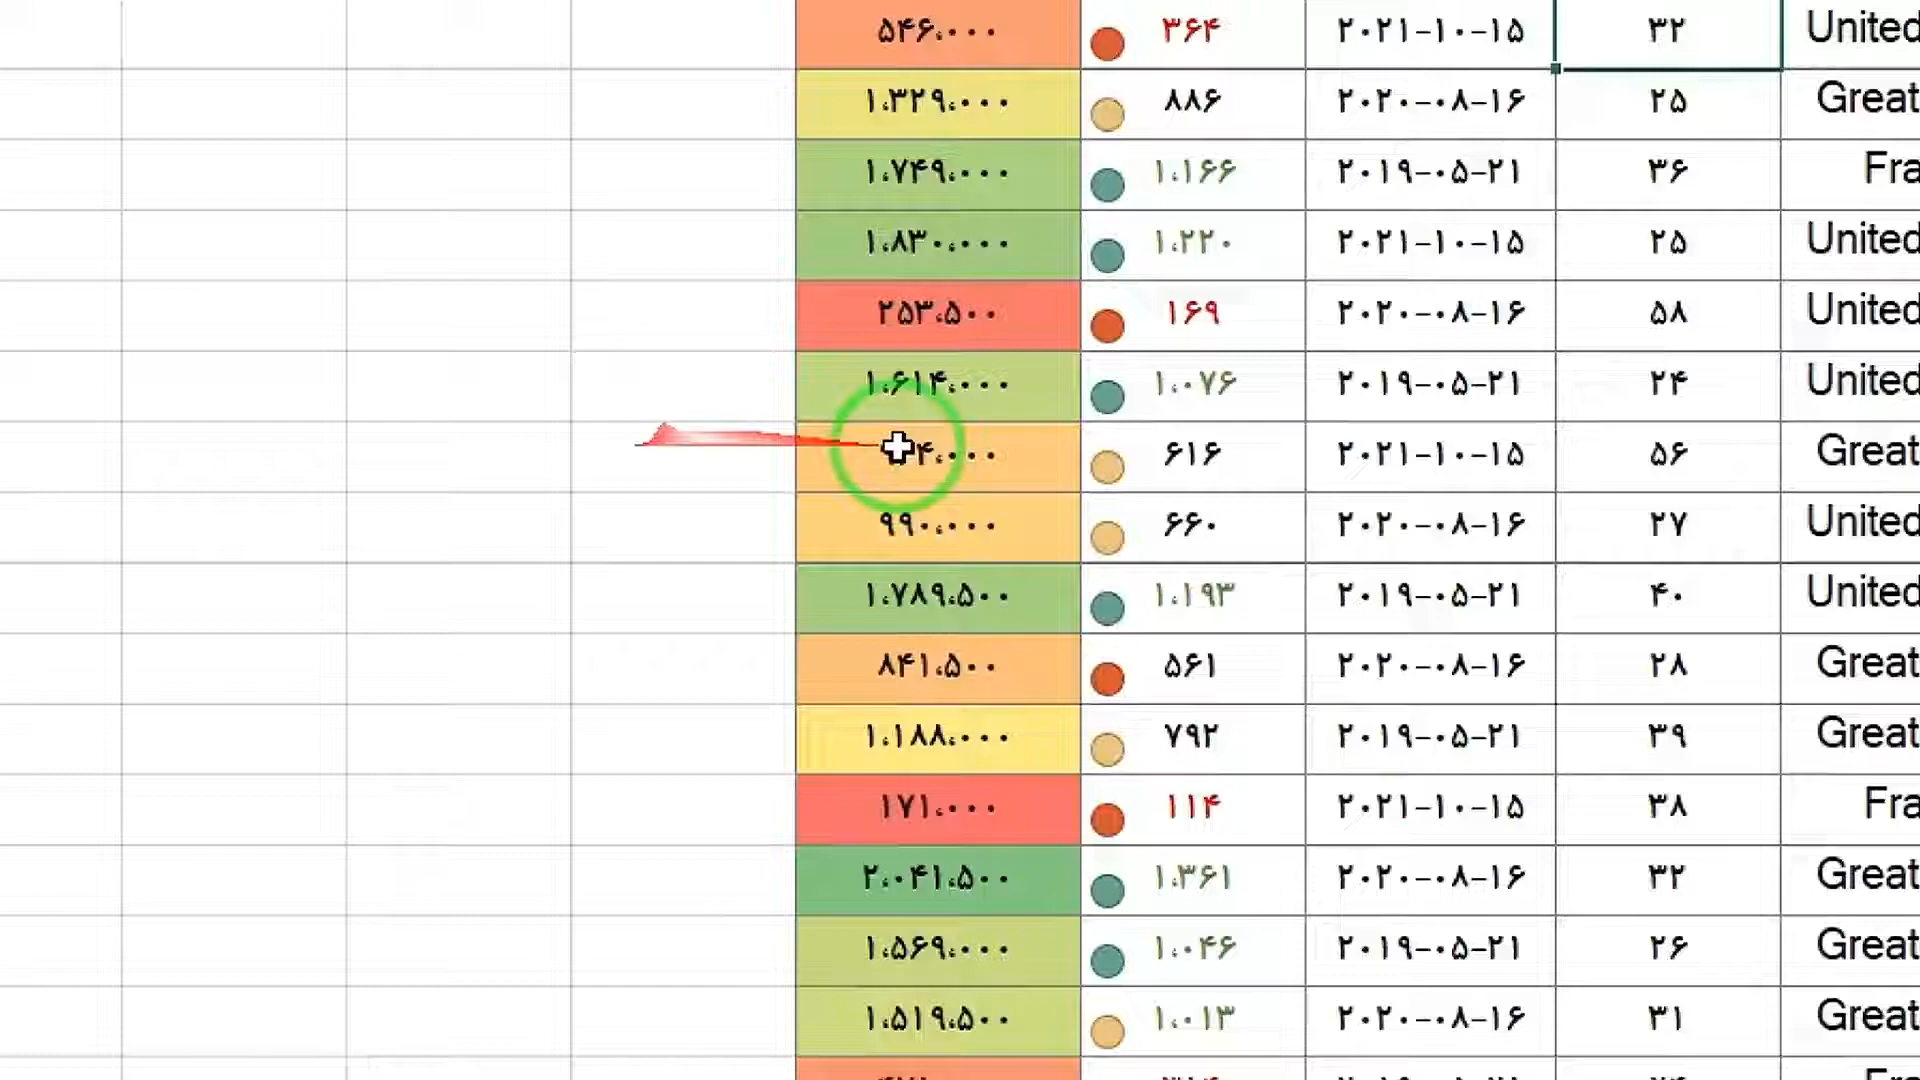 United ۳۲ ۲۰۲۱-۱۰-۱۵ ۳۶۴ ۵۴۶،۰۰۰
Great ۲۵ ۲۰۲۰-۰۸-۱۶ ۸۸۶ ۱،۳۲۹،۰۰۰
Fra ۳۶ ۲۰۱۹-۰۵-۲۱ ۱،۱۶۶ ۱،۷۴۹،۰۰۰
United ۲۵ ۲۰۲۱-۱۰-۱۵ ۱،۲۲۰ ۱،۸۳۰،۰۰۰
United ۵۸ ۲۰۲۰-۰۸-۱۶ ۱۶۹ ۲۵۳،۵۰۰
United ۲۴ ۲۰۱۹-۰۵-۲۱ ۱،۰۷۶ ۱،۶۱۴،۰۰۰
Great ۵۶ ۲۰۲۱-۱۰-۱۵ ۶۱۶
United ۲۷ ۲۰۲۰-۰۸-۱۶ ۶۶۰ ۹۹۰،۰۰۰
United ۴۰ ۲۰۱۹-۰۵-۲۱ ۱،۱۹۳ ۱،۷۸۹،۵۰۰
Great ۲۸ ۲۰۲۰-۰۸-۱۶ ۵۶۱ ۸۴۱،۵۰۰
Great ۳۹ ۲۰۱۹-۰۵-۲۱ ۷۹۲ ۱،۱۸۸،۰۰۰
Fra ۳۸ ۲۰۲۱-۱۰-۱۵ ۱۱۴ ۱۷۱،۰۰۰
Great ۳۲ ۲۰۲۰-۰۸-۱۶ ۱،۳۶۱ ۲،۰۴۱،۵۰۰
Great ۲۶ ۲۰۱۹-۰۵-۲۱ ۱،۰۴۶ ۱،۵۶۹،۰۰۰
Great ۳۱ ۲۰۲۰-۰۸-۱۶ ۱،۰۱۳ ۱،۵۱۹،۵۰۰